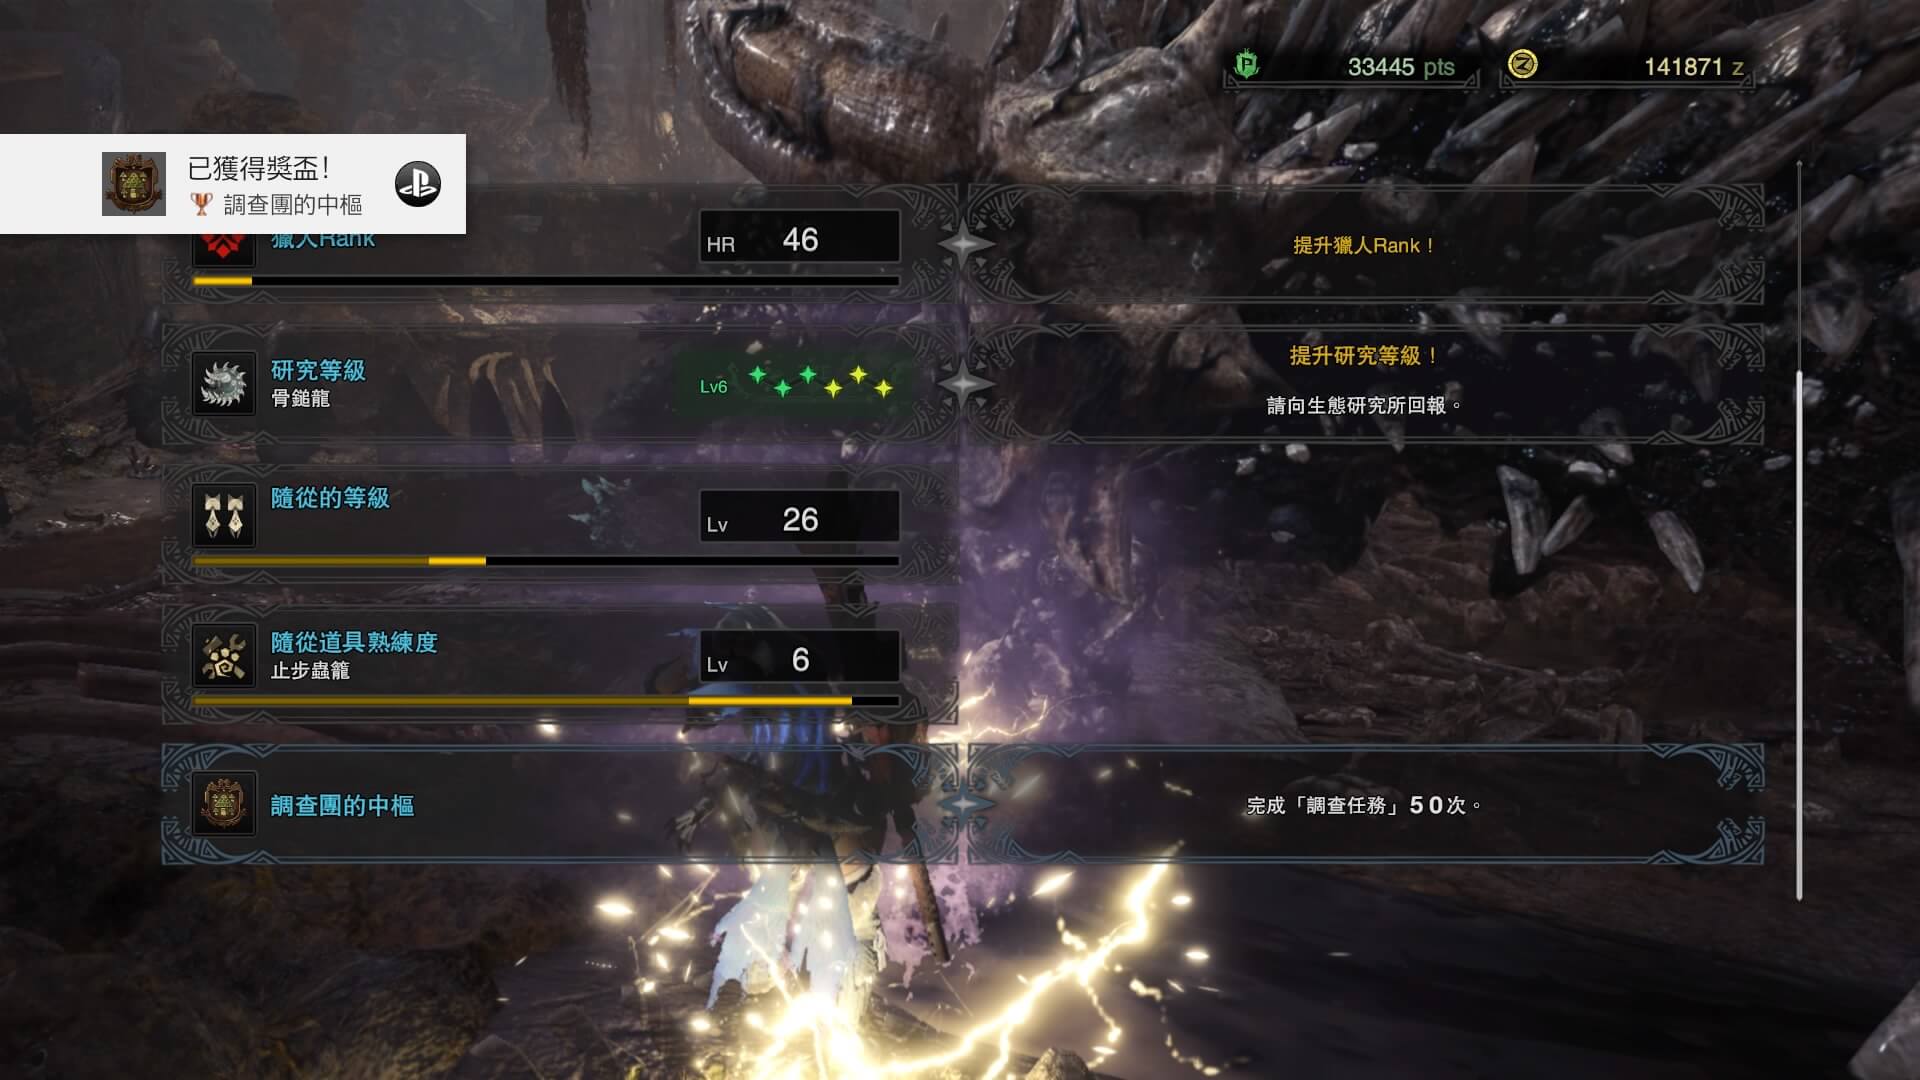 33445 pts
141871 z
已獲得獎盃！
調查團的中樞
獵人Rank
HR 46
提升獵人Rank！
研究等級
骨鎚龍
Lv6
提升研究等級！
請向生態研究所回報。
隨從的等級
Lv 26
隨從道具熟練度
止步蟲籠
Lv 6
調查團的中樞
完成「調查任務」50次。